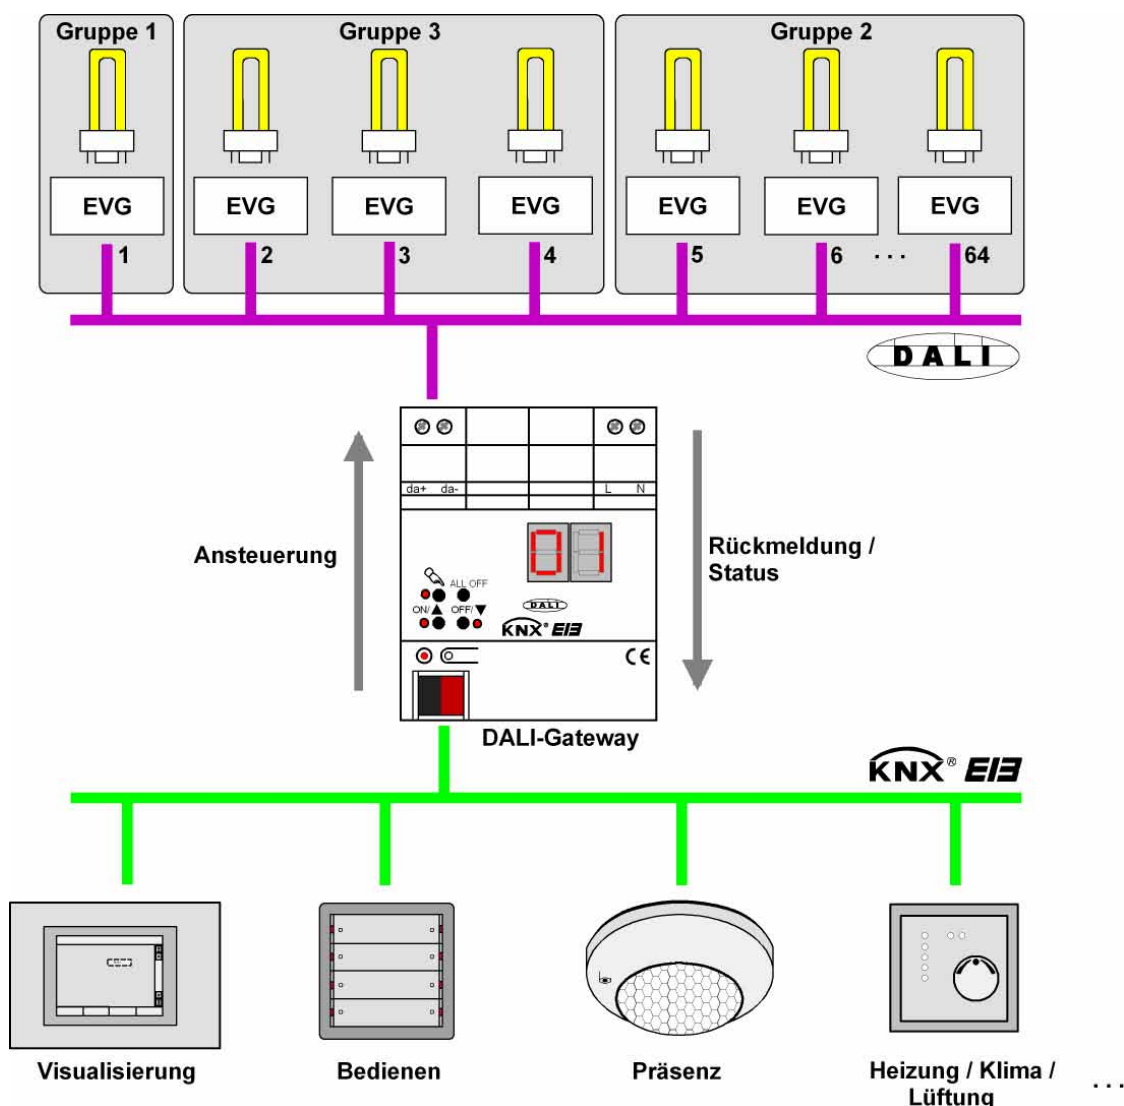 Gruppe 1
Gruppe 3
Gruppe 2
EVG
EVG
EVG
EVG
EVG
EVG
EVG
1
2
3
4
5
6
...
64
DALI
da+ da-
L N
01
Ansteuerung
Rückmeldung /
Status
ALL OFF
ON/▲ OFF/▼
DALI
KNX® EIB
CE
DALI-Gateway
KNX® EIB
Visualisierung
Bedienen
Präsenz
Heizung / Klima /
Lüftung
...